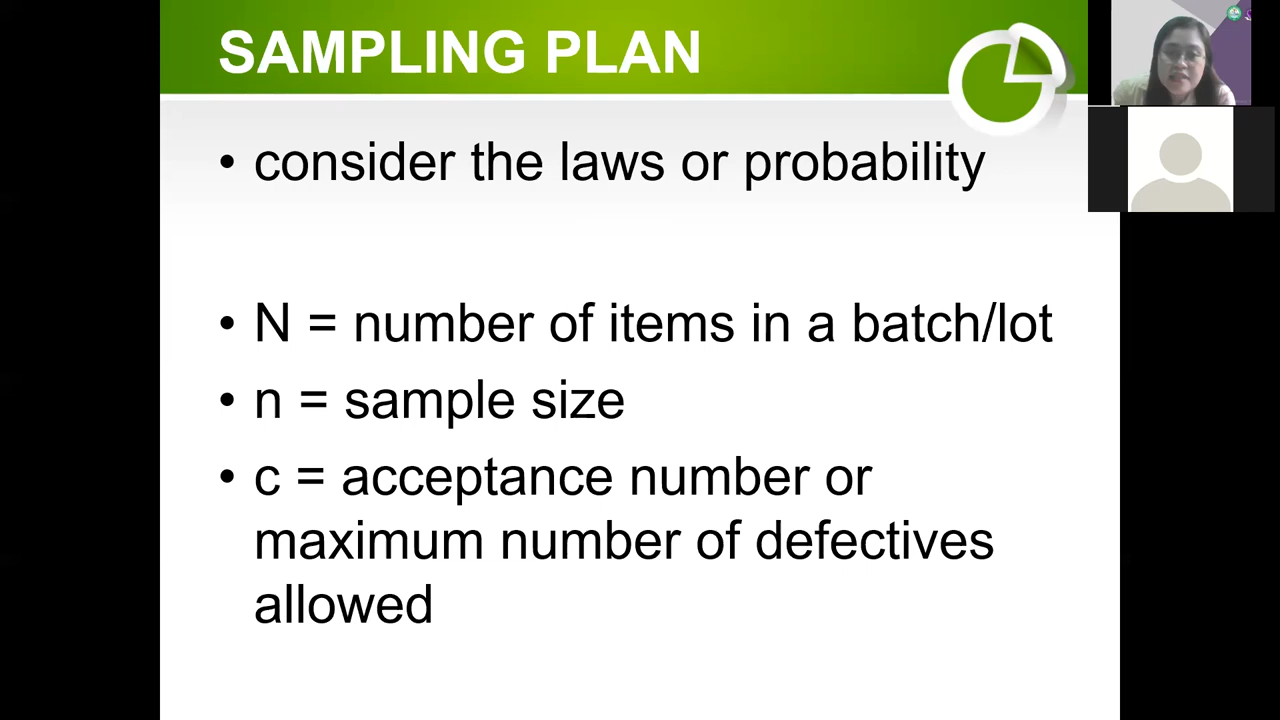 SAMPLING PLAN
• consider the laws or probability
• N = number of items in a batch/lot
• n = sample size
• c = acceptance number or
maximum number of defectives
allowed